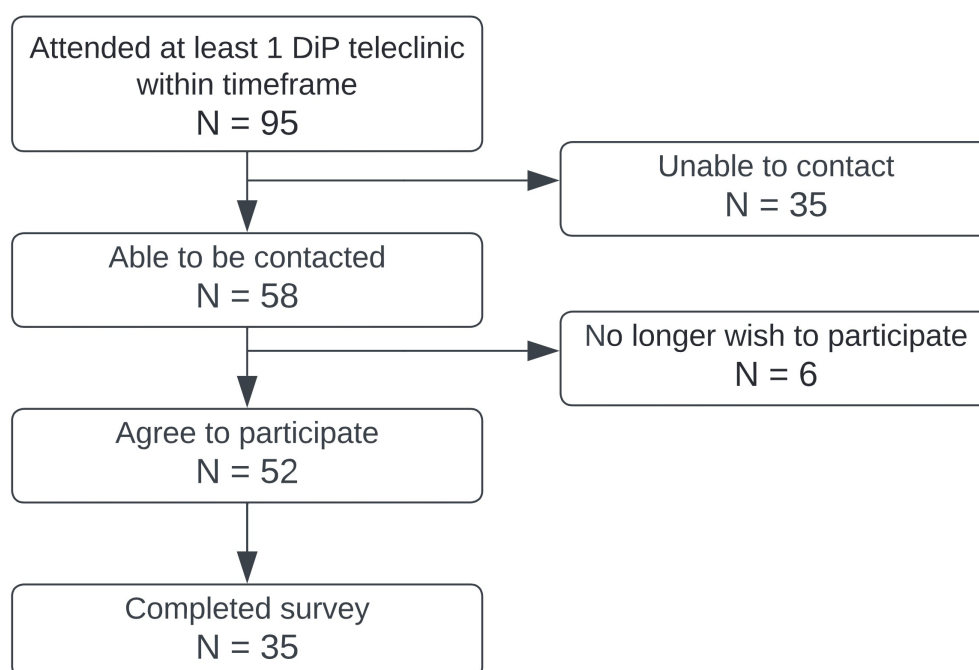 Attended at least 1 DiP teleclinic
within timeframe
N = 95
Unable to contact
N = 35
Able to be contacted
N = 58
No longer wish to participate
N = 6
Agree to participate
N = 52
Completed survey
N = 35